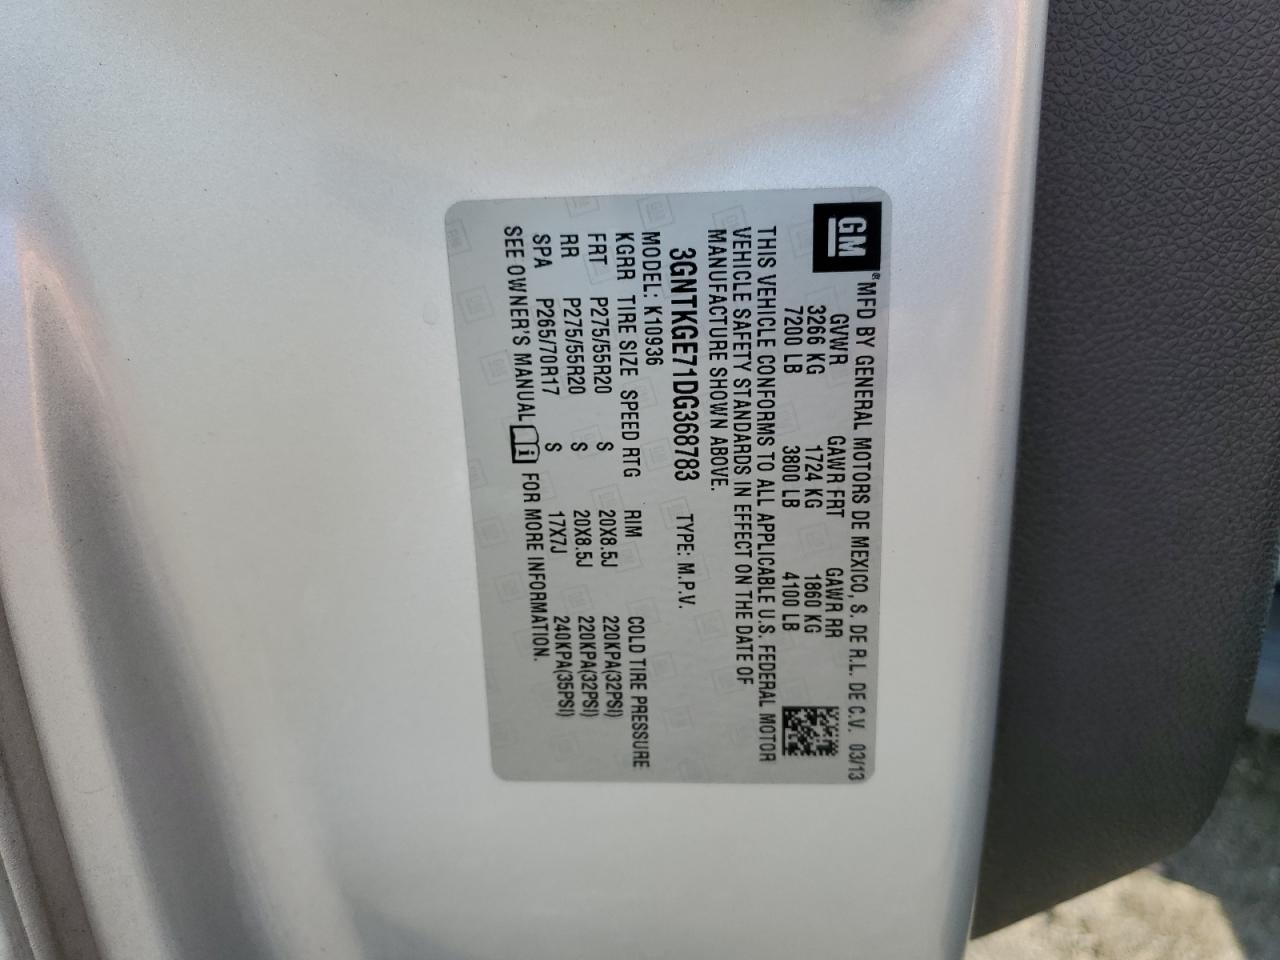 GM
®MFD BY GENERAL MOTORS DE MEXICO, S. DE R.L. DE C.V. 03/13
GVWR GAWR FRT GAWR RR
3266 KG 1724 KG 1860 KG
7200 LB 3800 LB 4100 LB
THIS VEHICLE CONFORMS TO ALL APPLICABLE U.S. FEDERAL MOTOR
VEHICLE SAFETY STANDARDS IN EFFECT ON THE DATE OF
MANUFACTURE SHOWN ABOVE.
3GNTKGE71DG368783 TYPE: M.P.V.
MODEL: K10936
KGRR TIRE SIZE SPEED RTG RIM COLD TIRE PRESSURE
FRT P275/55R20 S 20X8.5J 220KPA(32PSI)
RR P275/55R20 S 20X8.5J 220KPA(32PSI)
SPA P265/70R17 S 17X7J 240KPA(35PSI)
SEE OWNER'S MANUAL i FOR MORE INFORMATION.